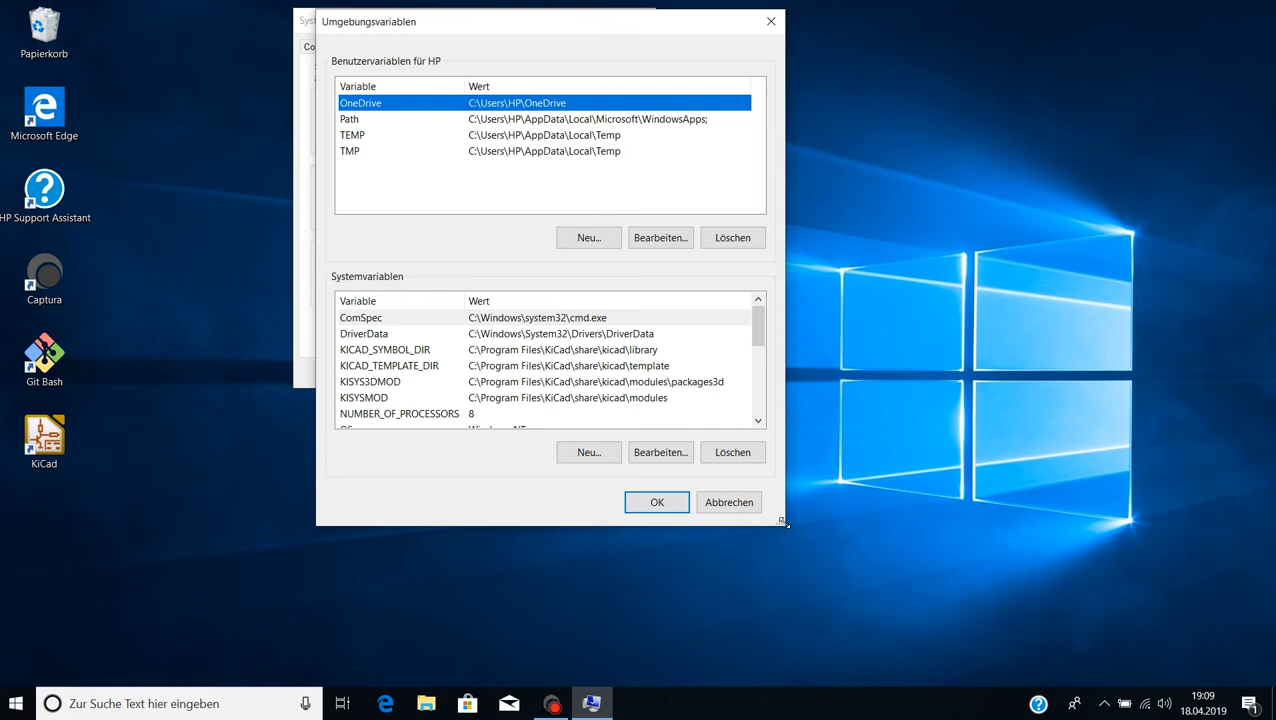 Papierkorb
Microsoft Edge
HP Support Assistant
Captura
Git Bash
KiCad
Umgebungsvariablen
Benutzervariablen für HP
Variable Wert
OneDrive C:\Users\HP\OneDrive
Path C:\Users\HP\AppData\Local\Microsoft\WindowsApps;
TEMP C:\Users\HP\AppData\Local\Temp
TMP C:\Users\HP\AppData\Local\Temp
Neu... Bearbeiten... Löschen
Systemvariablen
Variable Wert
ComSpec C:\Windows\system32\cmd.exe
DriverData C:\Windows\System32\Drivers\DriverData
KICAD_SYMBOL_DIR C:\Program Files\KiCad\share\kicad\library
KICAD_TEMPLATE_DIR C:\Program Files\KiCad\share\kicad\template
KISYS3DMOD C:\Program Files\KiCad\share\kicad\modules\packages3d
KISYSMOD C:\Program Files\KiCad\share\kicad\modules
NUMBER_OF_PROCESSORS 8
Neu... Bearbeiten... Löschen
OK Abbrechen
Zur Suche Text hier eingeben
19:09
18.04.2019
1